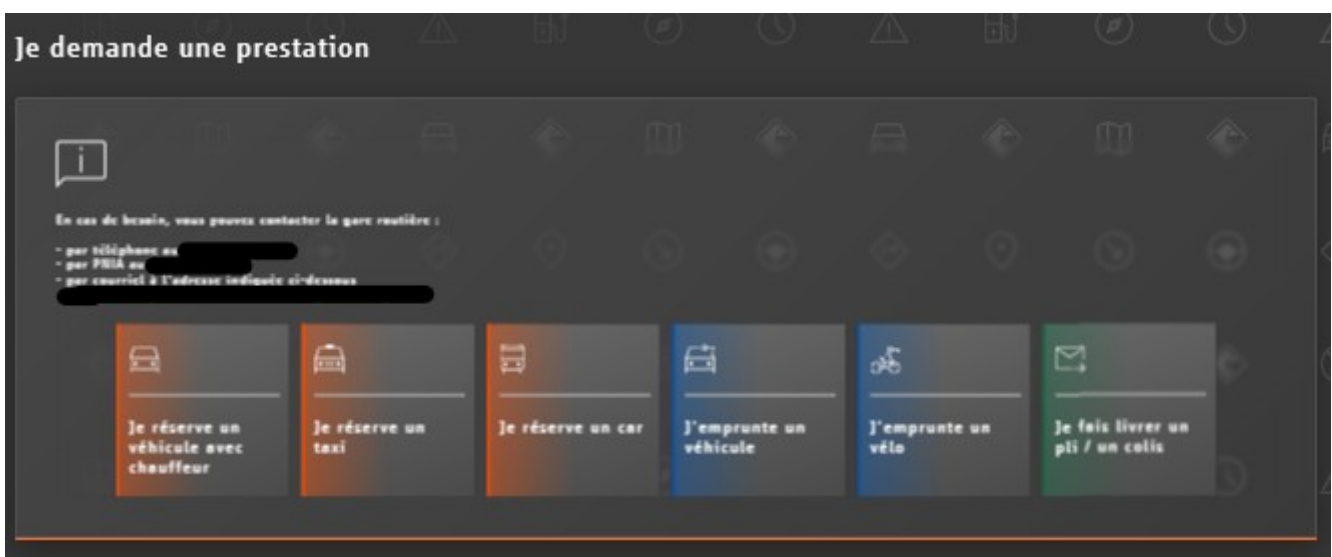 Je demande une prestation
En cas de besoin, vous pouvez contacter la gare routière :
- par téléphone au
- par PNIA au
- par courriel à l'adresse indiquée ci-dessous
Je réserve un
véhicule avec
chauffeur
Je réserve un
taxi
Je réserve un car
J'emprunte un
véhicule
J'emprunte un
vélo
Je fais livrer un
pli / un colis